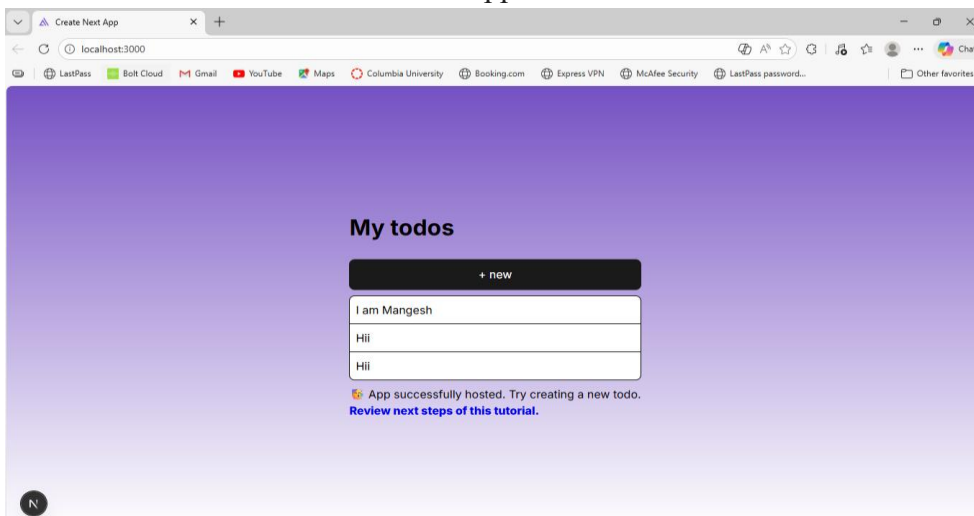 App
Create Next App
localhost:3000
LastPass Bolt Cloud Gmail YouTube Maps Columbia University Booking.com Express VPN McAfee Security LastPass password... Other favorites
My todos
+ new
I am Mangesh
Hii
Hii
App successfully hosted. Try creating a new todo.
Review next steps of this tutorial.
N